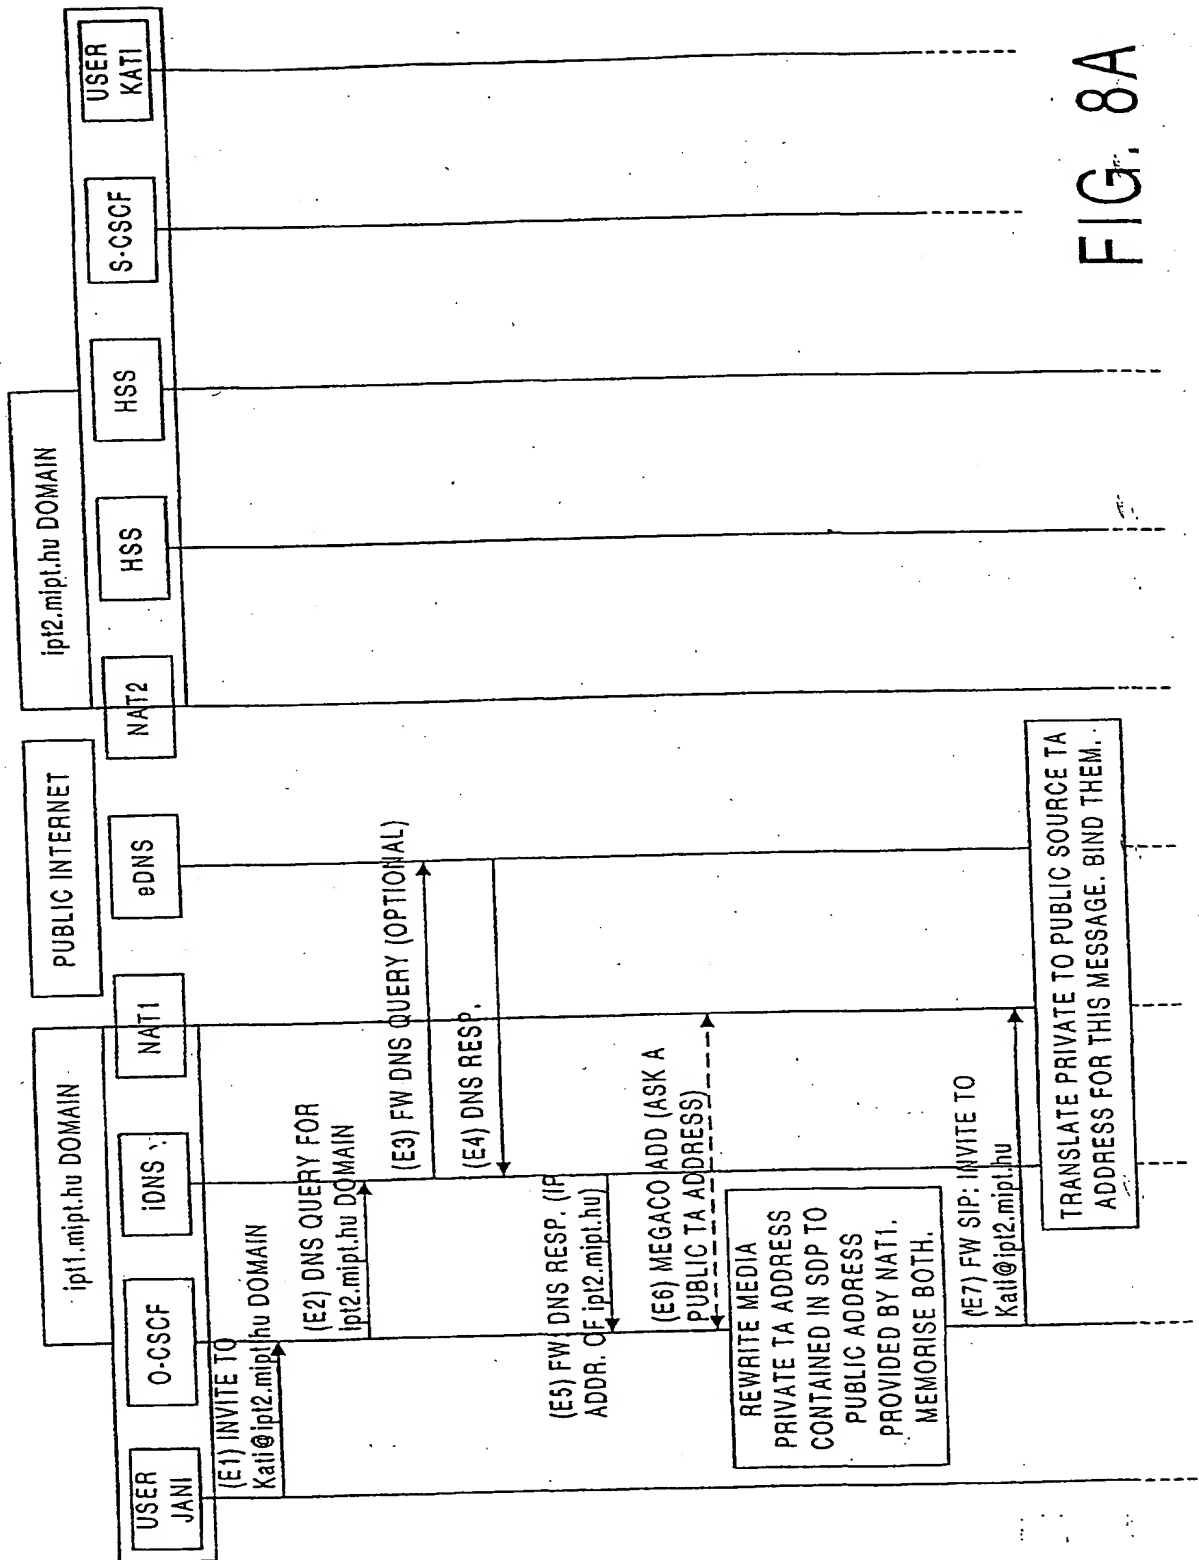 ipt1.mipt.hu DOMAIN
PUBLIC INTERNET
ipt2.mipt.hu DOMAIN
USER
JANI
O-CSCF
iDNS
NAT1
eDNS
NAT2
HSS
HSS
S-CSCF
USER
KATI
(E1) INVITE TO
Kati@ipt2.mipt.hu DOMAIN
(E2) DNS QUERY FOR
ipt2.mipt.hu DOMAIN
(E3) FW DNS QUERY (OPTIONAL)
(E4) DNS RESP.
(E5) FW DNS RESP. (IP
ADDR. OF ipt2.mipt.hu)
(E6) MEGACO ADD (ASK A
PUBLIC TA ADDRESS)
REWRITE MEDIA
PRIVATE TA ADDRESS
CONTAINED IN SDP TO
PUBLIC ADDRESS
PROVIDED BY NAT1.
MEMORISE BOTH.
(E7) FW SIP: INVITE TO
Kati@ipt2.mipt.hu
TRANSLATE PRIVATE TO PUBLIC SOURCE TA
ADDRESS FOR THIS MESSAGE. BIND THEM.
FIG. 8A